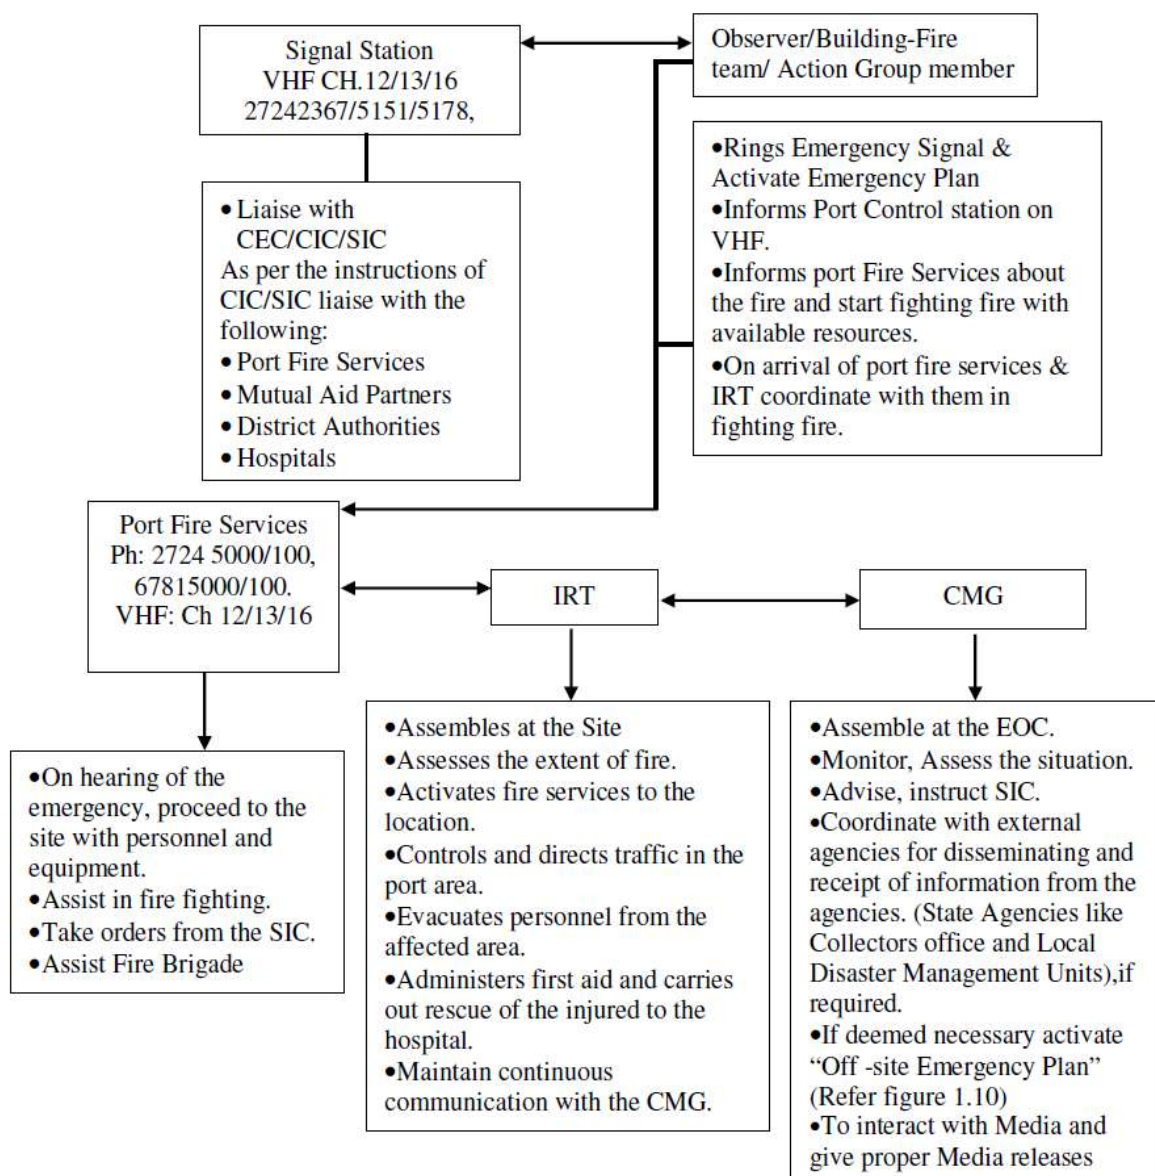 Signal Station
VHF CH.12/13/16
27242367/5151/5178,
Observer/Building-Fire
team/ Action Group member
•Rings Emergency Signal &
Activate Emergency Plan
•Informs Port Control station on
VHF.
•Informs port Fire Services about
the fire and start fighting fire with
available resources.
•On arrival of port fire services &
IRT coordinate with them in
fighting fire.
• Liaise with
CEC/CIC/SIC
As per the instructions of
CIC/SIC liaise with the
following:
• Port Fire Services
• Mutual Aid Partners
• District Authorities
• Hospitals
Port Fire Services
Ph: 2724 5000/100,
67815000/100.
VHF: Ch 12/13/16
IRT
CMG
•On hearing of the
emergency, proceed to the
site with personnel and
equipment.
•Assist in fire fighting.
•Take orders from the SIC.
•Assist Fire Brigade
•Assembles at the Site
•Assesses the extent of fire.
•Activates fire services to the
location.
•Controls and directs traffic in the
port area.
•Evacuates personnel from the
affected area.
•Administers first aid and carries
out rescue of the injured to the
hospital.
•Maintain continuous
communication with the CMG.
•Assemble at the EOC.
•Monitor, Assess the situation.
•Advise, instruct SIC.
•Coordinate with external
agencies for disseminating and
receipt of information from the
agencies. (State Agencies like
Collectors office and Local
Disaster Management Units),if
required.
•If deemed necessary activate
“Off -site Emergency Plan”
(Refer figure 1.10)
•To interact with Media and
give proper Media releases